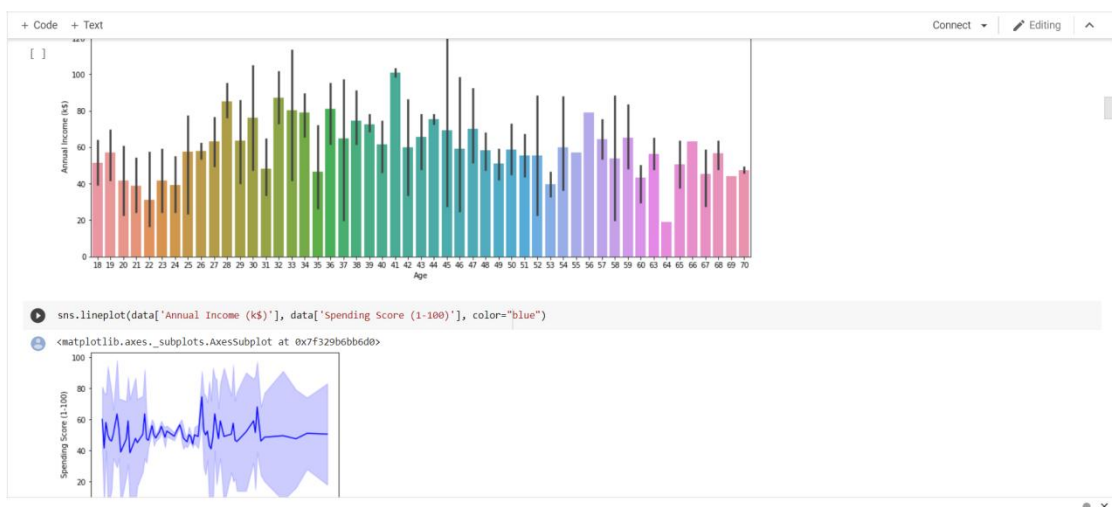 + Code + Text
Connect
Editing
[ ]
120
100
80
60
40
20
0
Annual Income (k$)
18 19 20 21 22 23 24 25 26 27 28 29 30 31 32 33 34 35 36 37 38 39 40 41 42 43 44 45 46 47 48 49 50 51 52 53 54 55 56 57 58 59 60 63 64 65 66 67 68 69 70
Age
sns.lineplot(data['Annual Income (k$)'], data['Spending Score (1-100)'], color="blue")
<matplotlib.axes._subplots.AxesSubplot at 0x7f329b6bb6d0>
100
80
60
40
20
Spending Score (1-100)